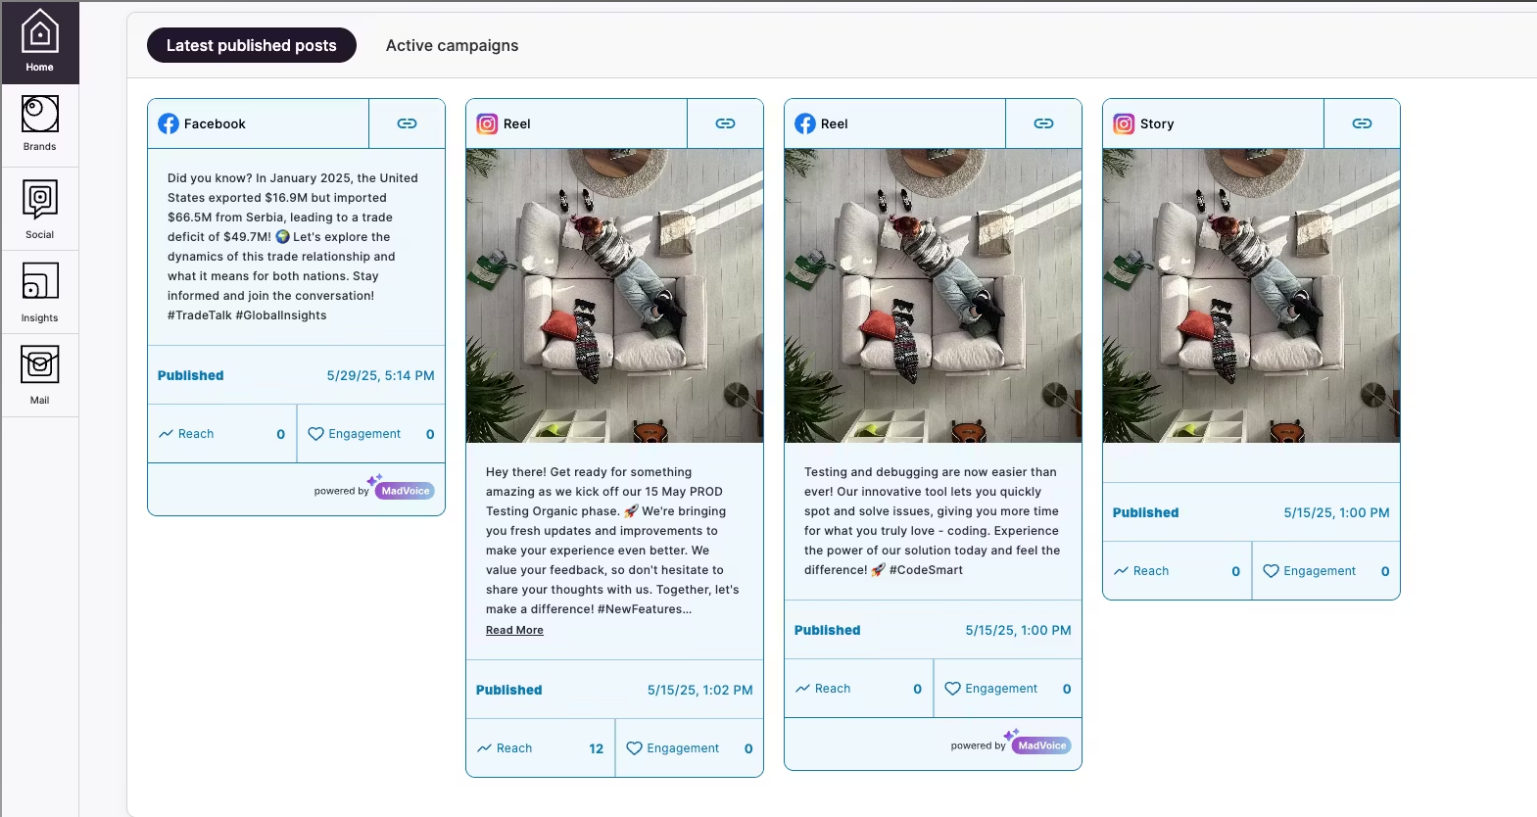 Home
Brands
Social
Insights
Mail
Latest published posts
Active campaigns
Facebook
Did you know? In January 2025, the United
States exported $16.9M but imported
$66.5M from Serbia, leading to a trade
deficit of $49.7M! 🌍 Let's explore the
dynamics of this trade relationship and
what it means for both nations. Stay
informed and join the conversation!
#TradeTalk #GlobalInsights
Published 5/29/25, 5:14 PM
Reach 0 Engagement 0
powered by MadVoice
Reel
Hey there! Get ready for something
amazing as we kick off our 15 May PROD
Testing Organic phase. 🚀 We're bringing
you fresh updates and improvements to
make your experience even better. We
value your feedback, so don't hesitate to
share your thoughts with us. Together, let's
make a difference! #NewFeatures...
Read More
Published 5/15/25, 1:02 PM
Reach 12 Engagement 0
Reel
Testing and debugging are now easier than
ever! Our innovative tool lets you quickly
spot and solve issues, giving you more time
for what you truly love - coding. Experience
the power of our solution today and feel the
difference! 🚀 #CodeSmart
Published 5/15/25, 1:00 PM
Reach 0 Engagement 0
powered by MadVoice
Story
Published 5/15/25, 1:00 PM
Reach 0 Engagement 0